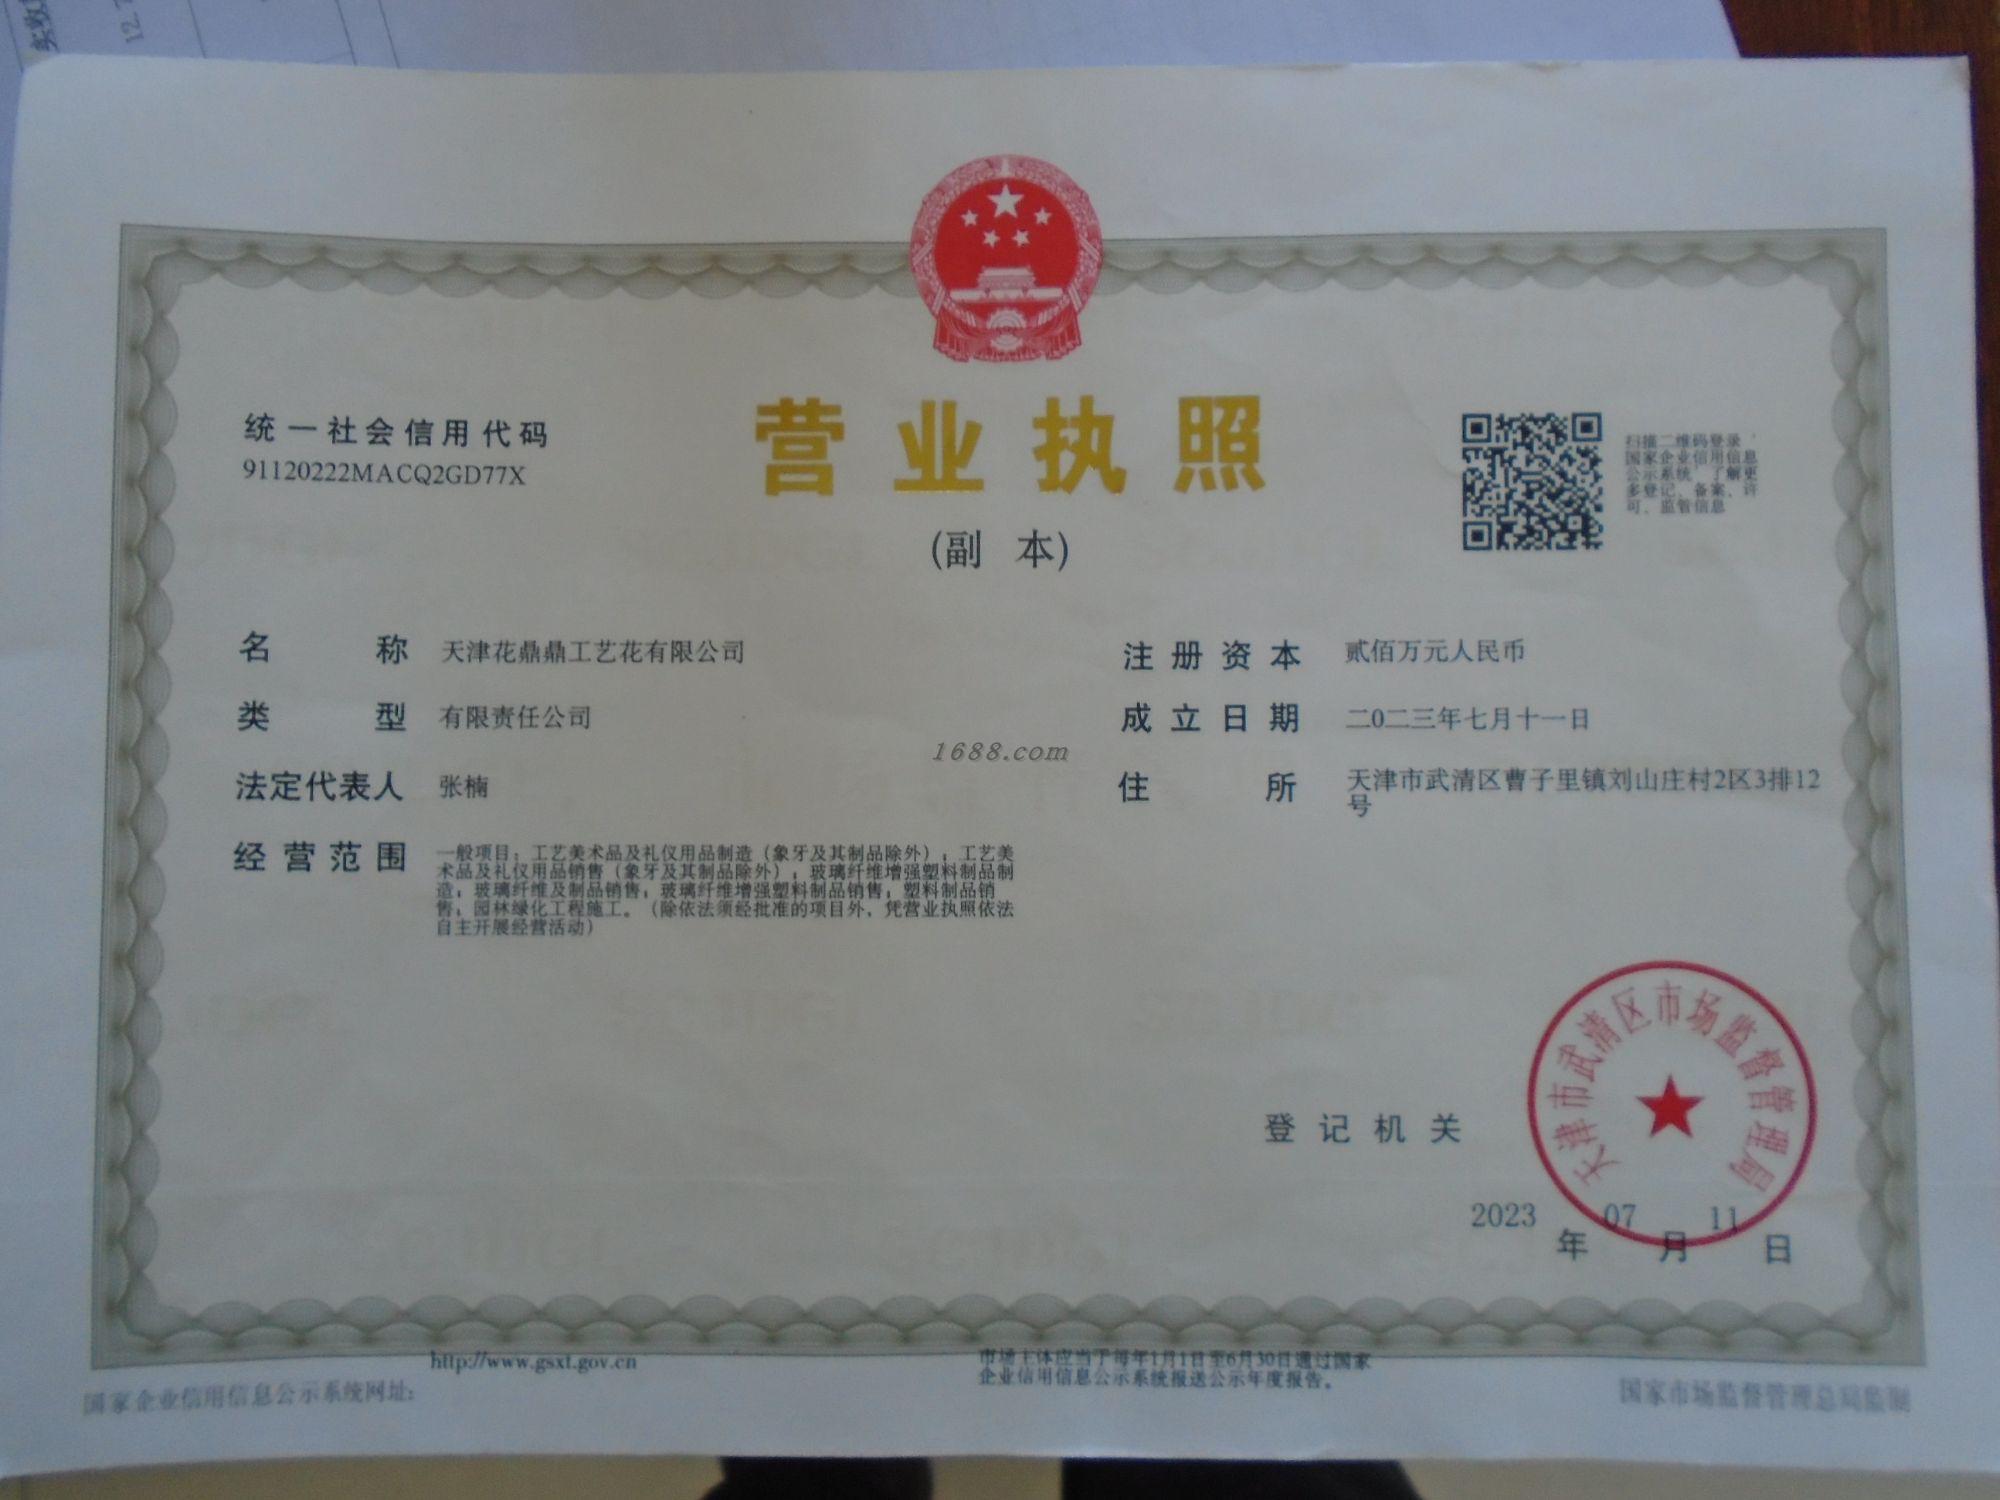 实收
12.
统一社会信用代码
91120222MACQ2GD77X
营业执照
(副 本)
扫描二维码登录'
国家企业信用信息
公示系统'了解更
多登记、备案、许
可、监管信息
名 称 天津花鼎鼎工艺花有限公司
类 型 有限责任公司
法定代表人 张楠
经营范围 一般项目：工艺美术品及礼仪用品制造（象牙及其制品除外）；工艺美
术品及礼仪用品销售（象牙及其制品除外）；玻璃纤维增强塑料制品制
造；玻璃纤维及制品销售；玻璃纤维增强塑料制品销售；塑料制品销
售；园林绿化工程施工。（除依法须经批准的项目外，凭营业执照依法
自主开展经营活动）
注册资本 贰佰万元人民币
成立日期 二〇二三年七月十一日
住 所 天津市武清区曹子里镇刘山庄村2区3排12
号
1688.com
登记机关
天津市武清区市场监督管理局
2023 年 07 月 11 日
国家企业信用信息公示系统网址:
http://www.gsxt.gov.cn
市场主体应当于每年1月1日至6月30日通过国家
企业信用信息公示系统报送公示年度报告。
国家市场监督管理总局监制